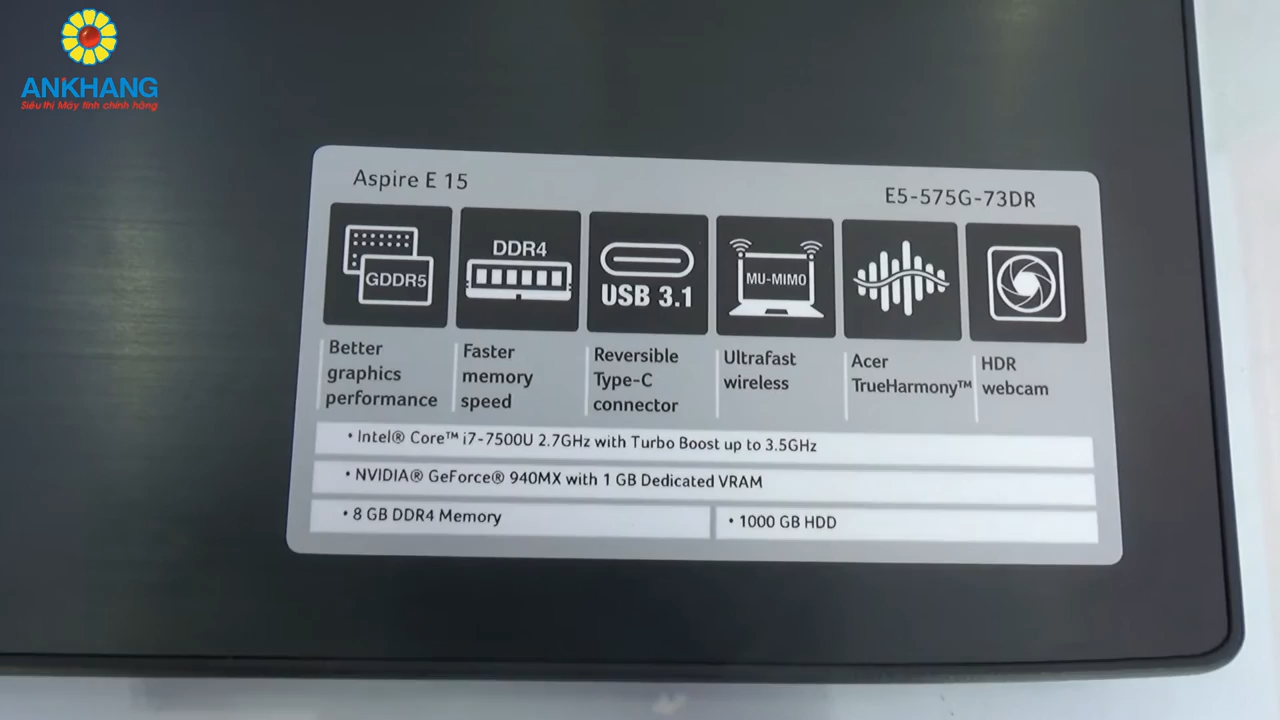 ANKHANG
Siêu thị Máy tính chính hãng
Aspire E 15
E5-575G-73DR
GDDR5
DDR4
USB 3.1
MU-MIMO
Better
graphics
performance
Faster
memory
speed
Reversible
Type-C
connector
Ultrafast
wireless
Acer
TrueHarmony™
HDR
webcam
• Intel® Core™ i7-7500U 2.7GHz with Turbo Boost up to 3.5GHz
• NVIDIA® GeForce® 940MX with 1 GB Dedicated VRAM
• 8 GB DDR4 Memory
• 1000 GB HDD